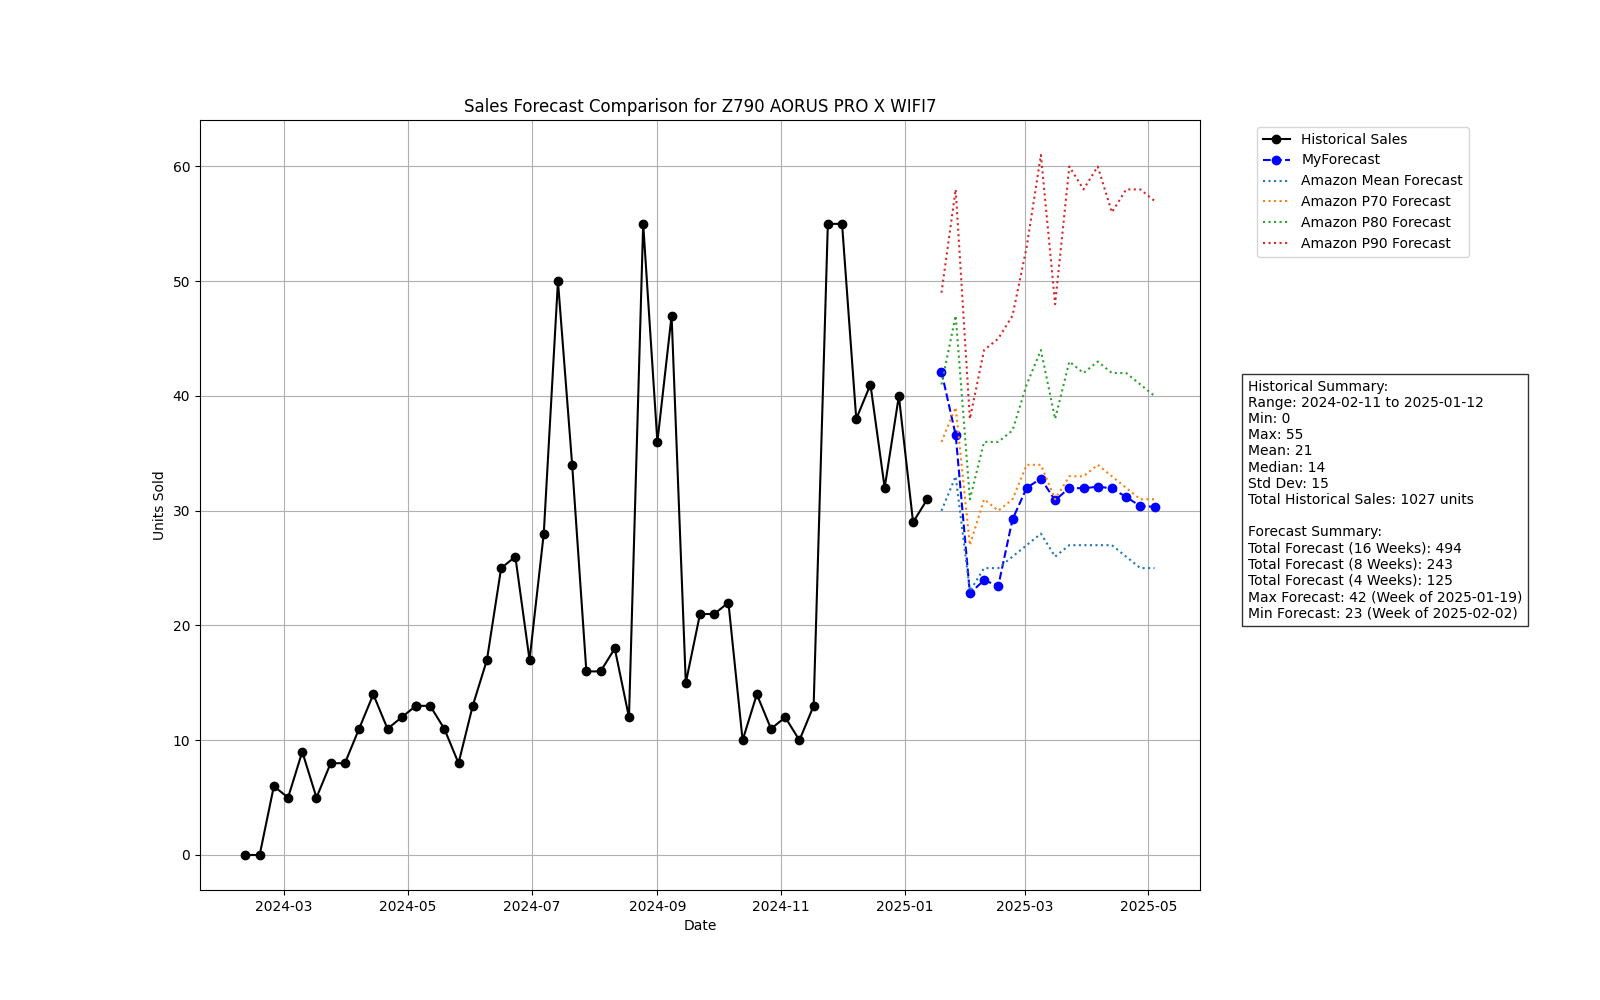 Sales Forecast Comparison for Z790 AORUS PRO X WIFI7
Historical Sales
MyForecast
Amazon Mean Forecast
Amazon P70 Forecast
Amazon P80 Forecast
Amazon P90 Forecast
60
50
40
30
20
10
0
Units Sold
2024-03
2024-05
2024-07
2024-09
2024-11
2025-01
2025-03
2025-05
Date
Historical Summary:
Range: 2024-02-11 to 2025-01-12
Min: 0
Max: 55
Mean: 21
Median: 14
Std Dev: 15
Total Historical Sales: 1027 units
Forecast Summary:
Total Forecast (16 Weeks): 494
Total Forecast (8 Weeks): 243
Total Forecast (4 Weeks): 125
Max Forecast: 42 (Week of 2025-01-19)
Min Forecast: 23 (Week of 2025-02-02)